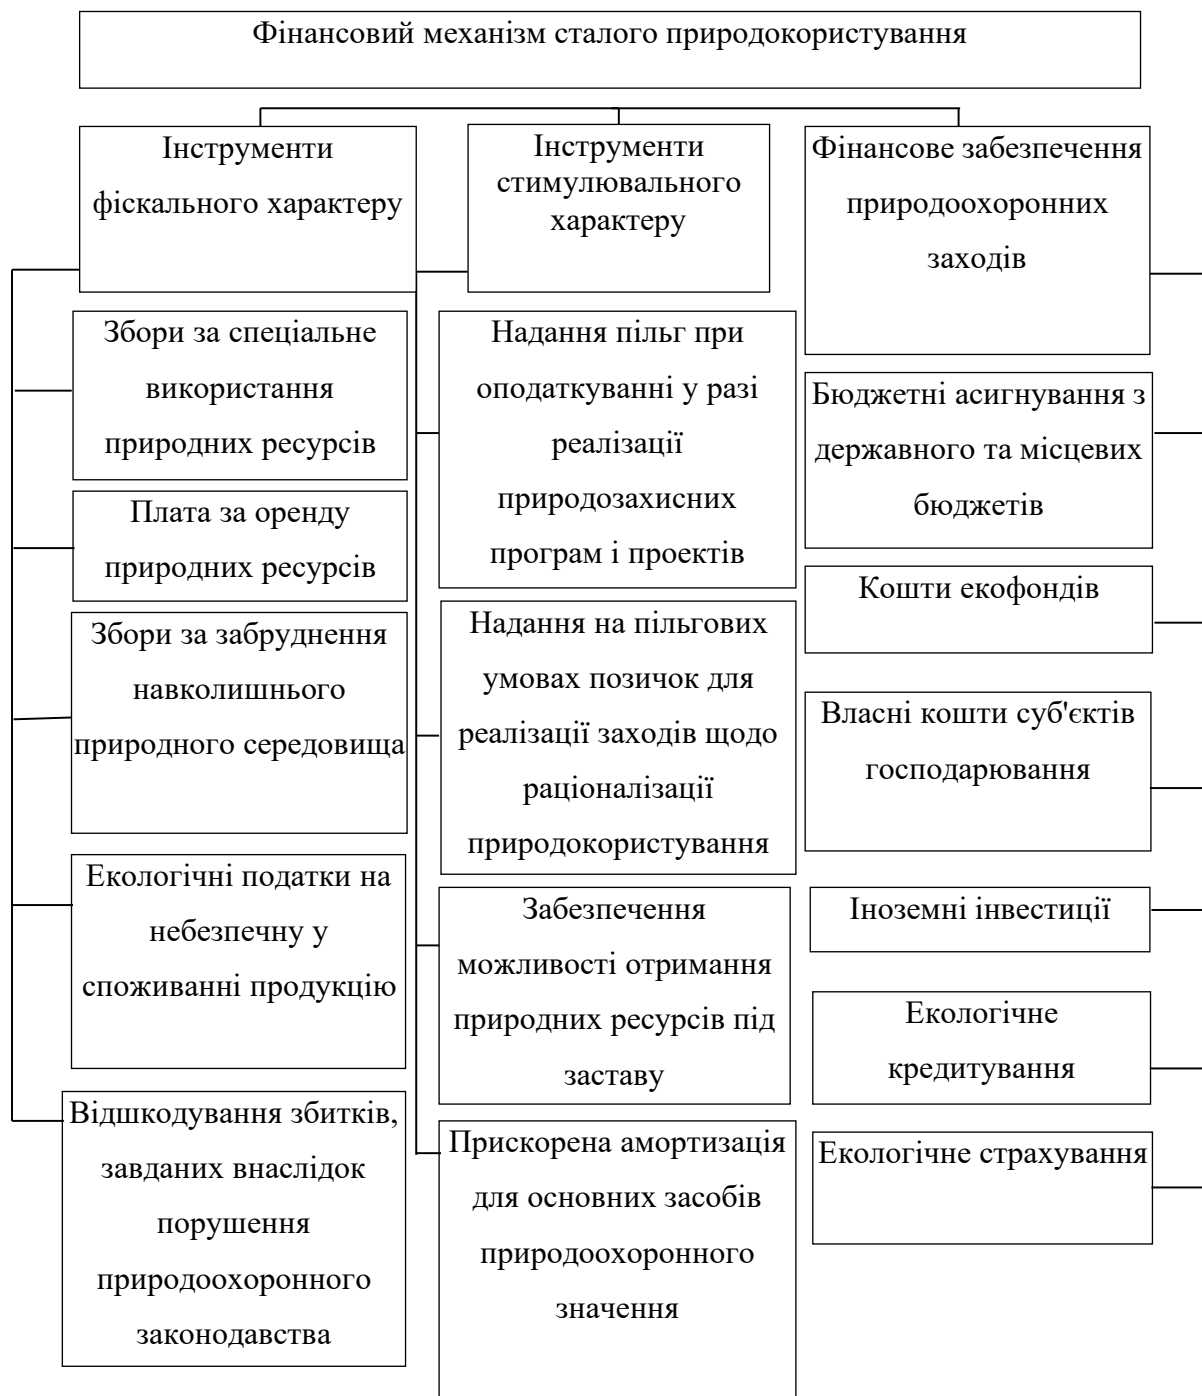 Фінансовий механізм сталого природокористування
Інструменти
фіскального характеру
Збори за спеціальне
використання
природних ресурсів
Плата за оренду
природних ресурсів
Збори за забруднення
навколишнього
природного середовища
Екологічні податки на
небезпечну у
споживанні продукцію
Відшкодування збитків,
завданих внаслідок
порушення
природоохоронного
законодавства
Інструменти
стимулювального
характеру
Надання пільг при
оподаткуванні у разі
реалізації
природозахисних
програм і проектів
Надання на пільгових
умовах позичок для
реалізації заходів щодо
раціоналізації
природокористування
Забезпечення
можливості отримання
природних ресурсів під
заставу
Прискорена амортизація
для основних засобів
природоохоронного
значення
Фінансове забезпечення
природоохоронних
заходів
Бюджетні асигнування з
державного та місцевих
бюджетів
Кошти екофондів
Власні кошти суб'єктів
господарювання
Іноземні інвестиції
Екологічне
кредитування
Екологічне страхування